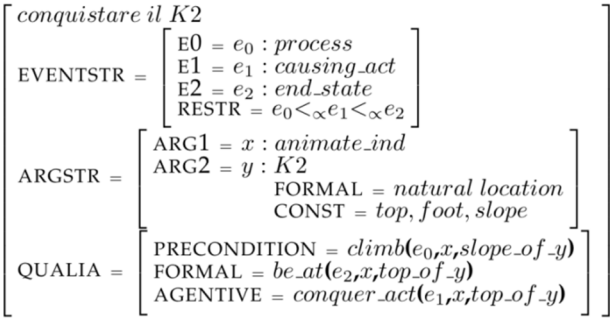 conquistare il K2
E0 = e₀ : process
E1 = e₁ : causing_act
EVENTSTR =
E2 = e₂ : end_state
RESTR = e₀<∝e₁<∝e₂
ARG1 = x : animate_ind
ARG2 = y : K2
ARGSTR =
FORMAL = natural location
CONST = top, foot, slope
PRECONDITION = climb(e₀,x,slope_of_y)
QUALIA = FORMAL = be_at(e₂,x,top_of_y)
AGENTIVE = conquer_act(e₁,x,top_of_y)